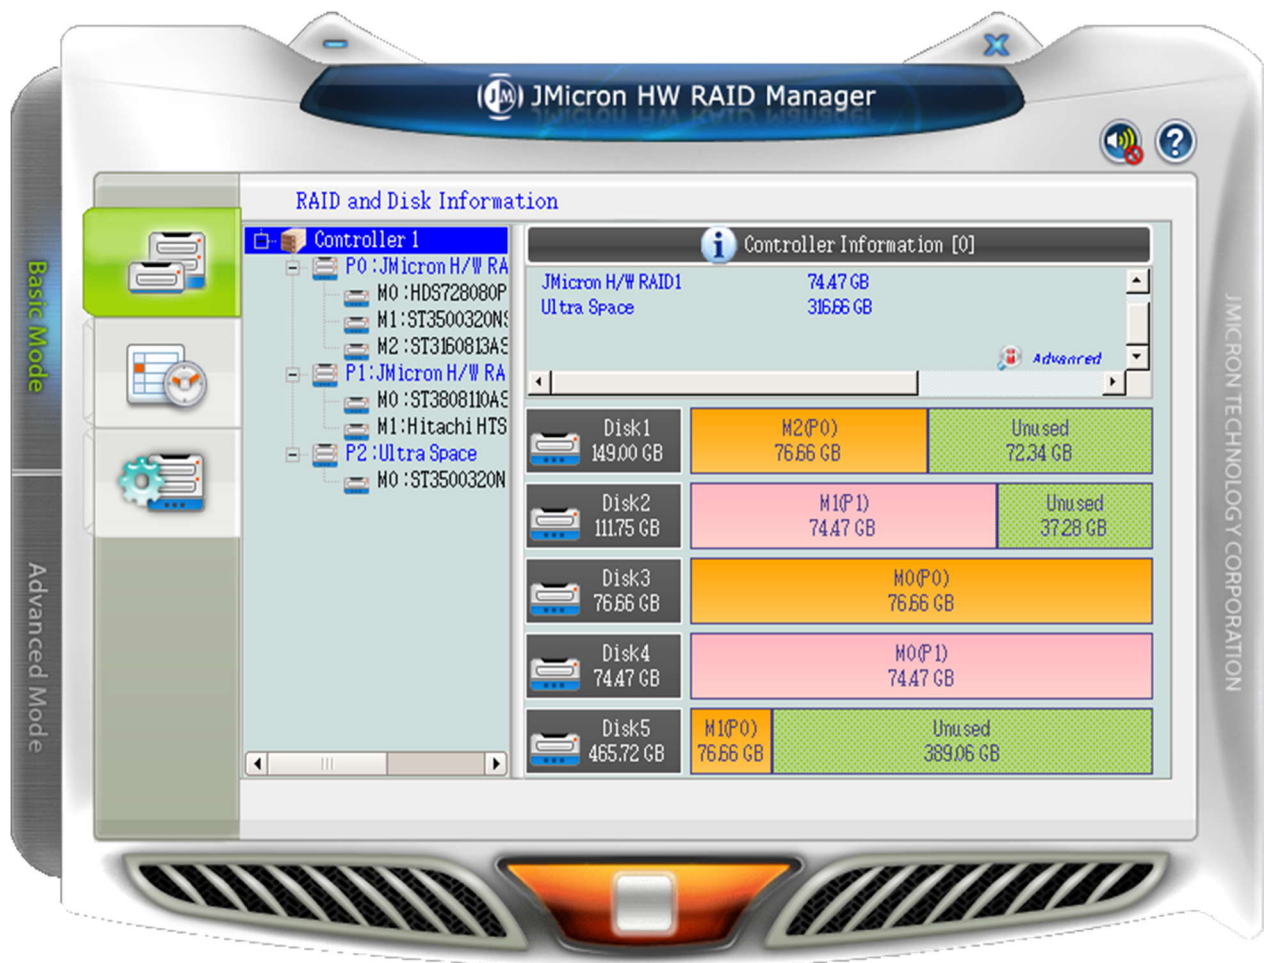 JMicron HW RAID Manager
RAID and Disk Information
Controller 1
P0:JMicron H/W RA
M0:HDS728080P
M1:ST3500320NS
M2:ST3160813AS
P1:JMicron H/W RA
M0:ST3808110AS
M1:Hitachi HTS
P2:Ultra Space
M0:ST3500320N
Controller Information [0]
JMicron H/W RAID1 74.47 GB
Ultra Space 316.66 GB
Advanced
Disk1
149.00 GB
M2(P0)
76.66 GB
Unused
72.34 GB
Disk2
111.75 GB
M1(P1)
74.47 GB
Unused
37.28 GB
Disk3
76.66 GB
M0(P0)
76.66 GB
Disk4
74.47 GB
M0(P1)
74.47 GB
Disk5
465.72 GB
M1(P0)
76.66 GB
Unused
389.06 GB
Basic Mode
Advanced Mode
JMICRON TECHNOLOGY CORPORATION